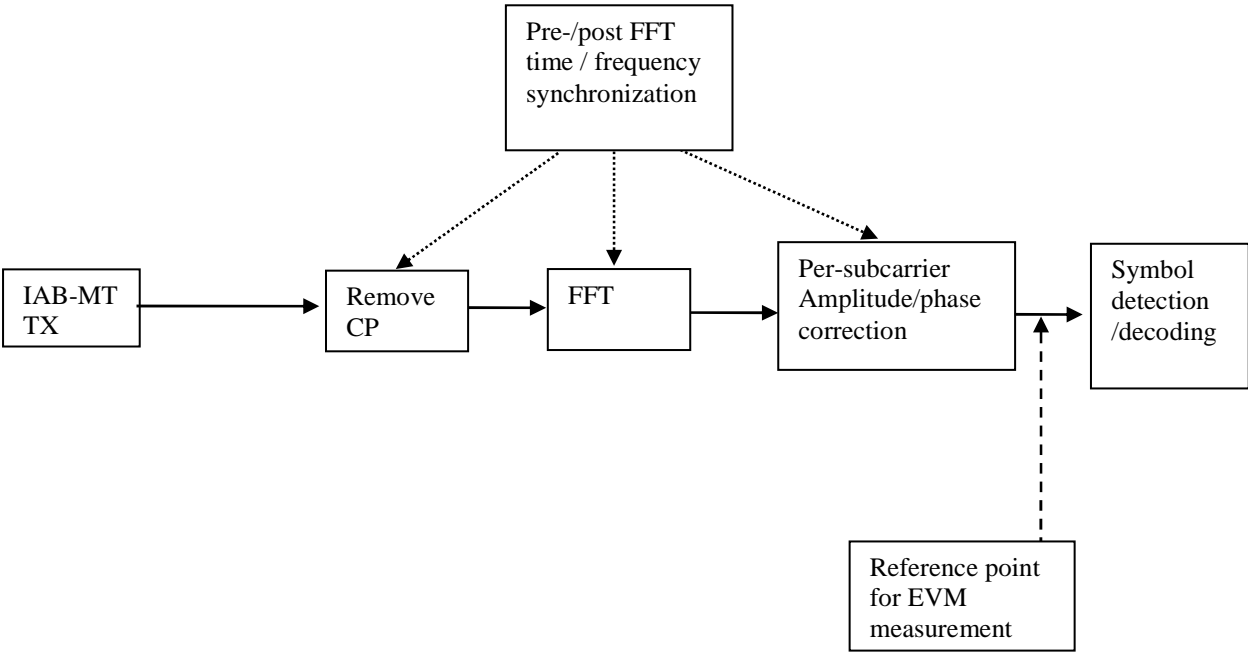 Pre-/post FFT
time / frequency
synchronization
IAB-MT
TX
Remove
CP
FFT
Per-subcarrier
Amplitude/phase
correction
Symbol
detection
/decoding
Reference point
for EVM
measurement